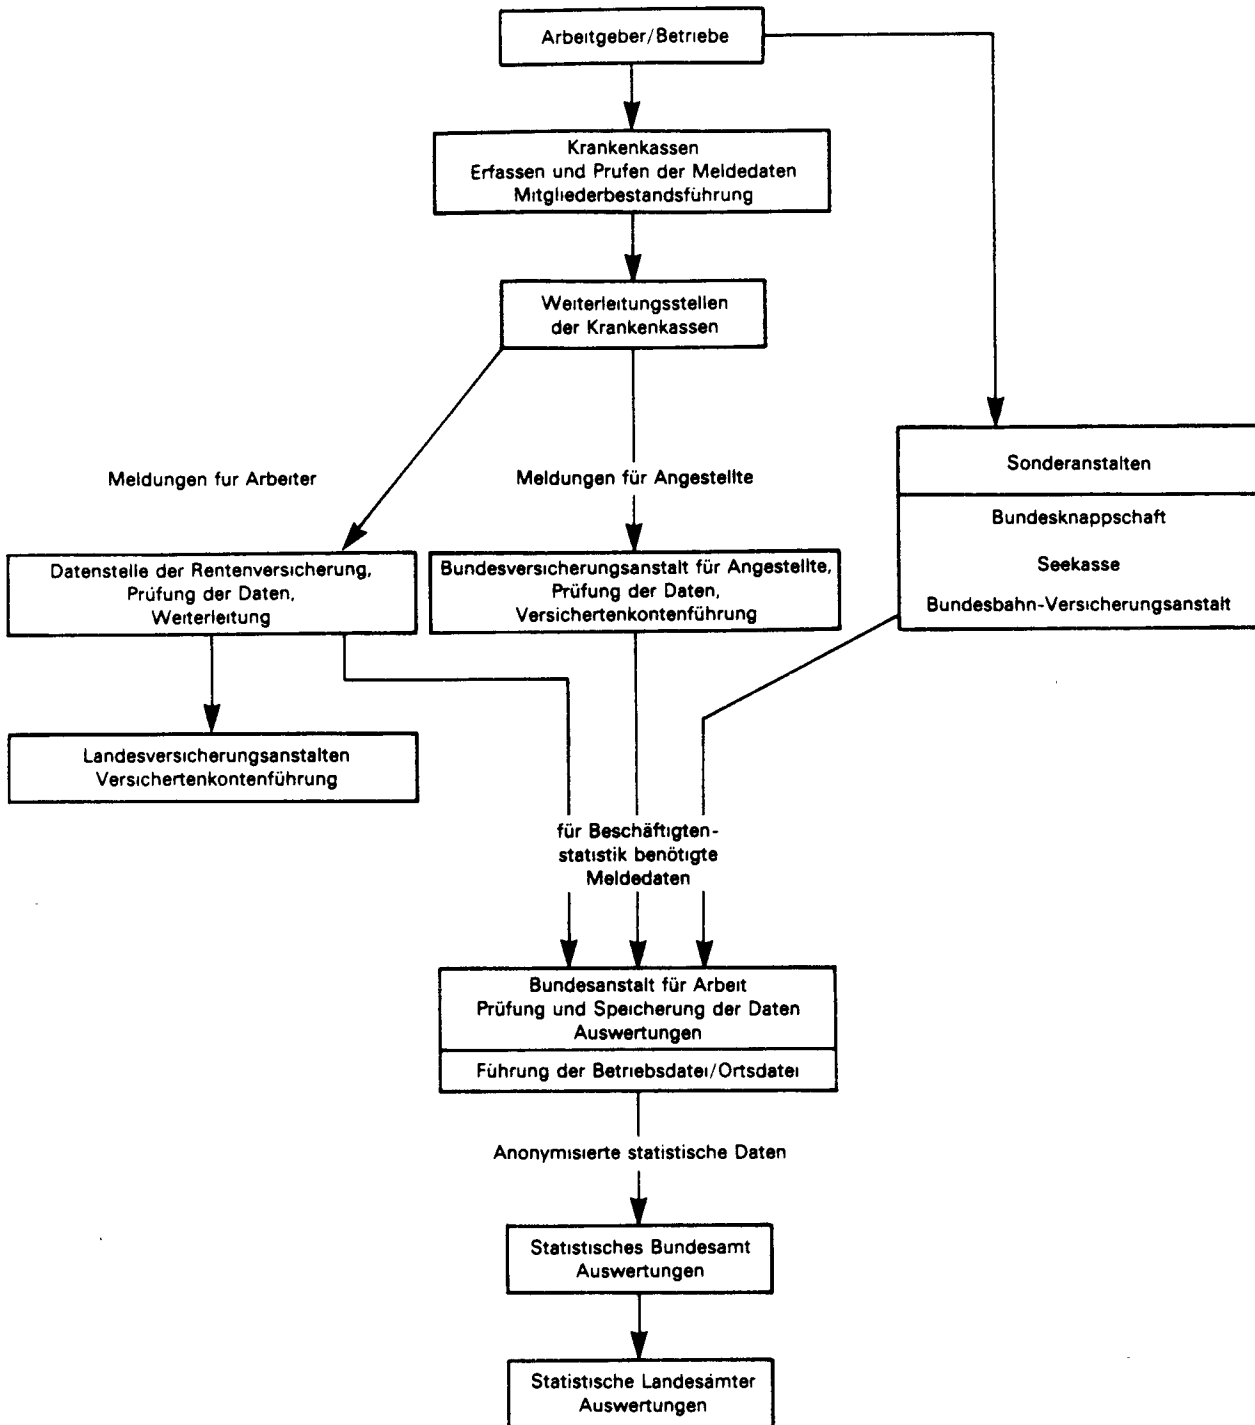 Arbeitgeber/Betriebe
Krankenkassen
Erfassen und Prufen der Meldedaten
Mitgliederbestandsführung
Weiterleitungsstellen
der Krankenkassen
Meldungen fur Arbeiter
Meldungen für Angestellte
Sonderanstalten
Bundesknappschaft
Seekasse
Bundesbahn-Versicherungsanstalt
Datenstelle der Rentenversicherung,
Prüfung der Daten,
Weiterleitung
Bundesversicherungsanstalt für Angestellte,
Prüfung der Daten,
Versichertenkontenführung
Landesversicherungsanstalten
Versichertenkontenführung
für Beschäftigten-
statistik benötigte
Meldedaten
Bundesanstalt für Arbeit
Prüfung und Speicherung der Daten
Auswertungen
Führung der Betriebsdatei/Ortsdatei
Anonymisierte statistische Daten
Statistisches Bundesamt
Auswertungen
Statistische Landesämter
Auswertungen